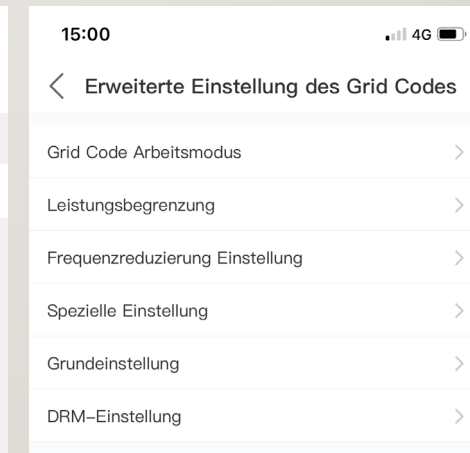 15:00
4G
Erweiterte Einstellung des Grid Codes
Grid Code Arbeitsmodus
Leistungsbegrenzung
Frequenzreduzierung Einstellung
Spezielle Einstellung
Grundeinstellung
DRM-Einstellung